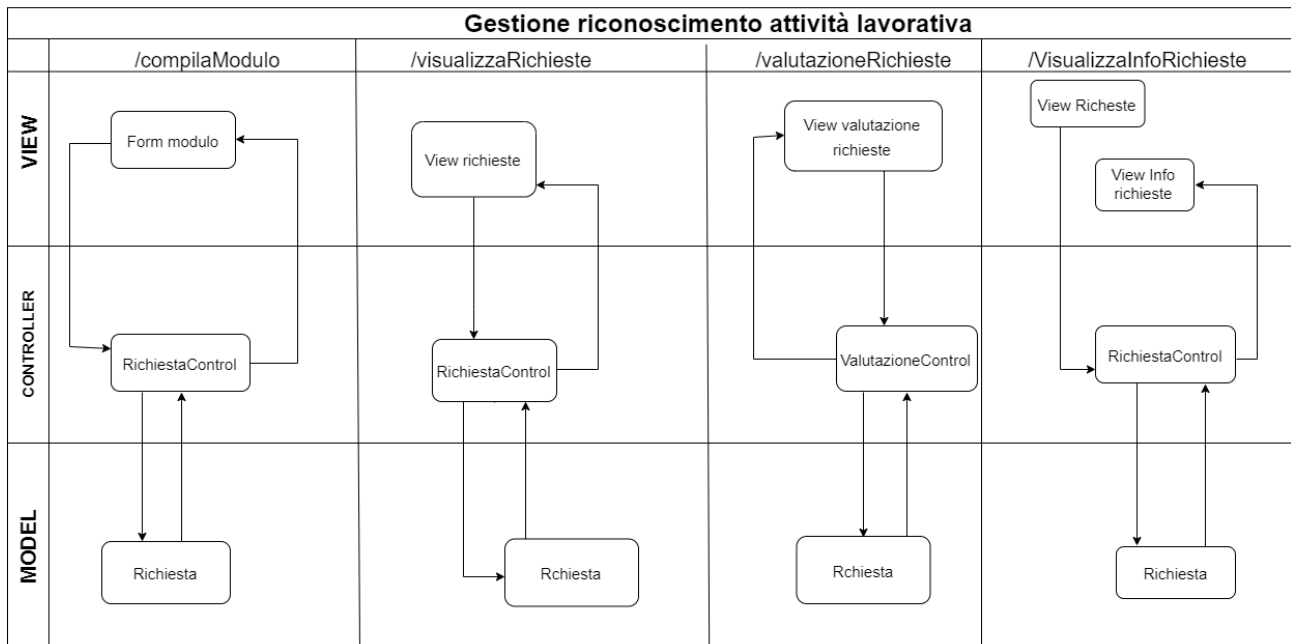 Gestione riconoscimento attività lavorativa
/compilaModulo
/visualizzaRichieste
/valutazioneRichieste
/VisualizzaInfoRichieste
VIEW
Form modulo
View richieste
View valutazione
richieste
View Richeste
View Info
richieste
CONTROLLER
RichiestaControl
RichiestaControl
ValutazioneControl
RichiestaControl
MODEL
Richiesta
Rchiesta
Rchiesta
Richiesta